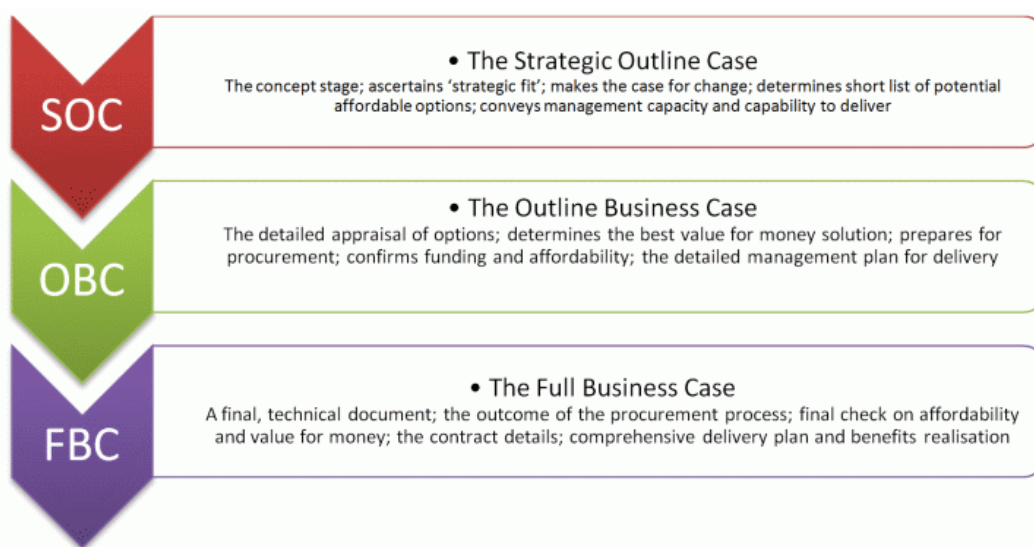 SOC
• The Strategic Outline Case
The concept stage; ascertains ‘strategic fit’; makes the case for change; determines short list of potential
affordable options; conveys management capacity and capability to deliver
OBC
• The Outline Business Case
The detailed appraisal of options; determines the best value for money solution; prepares for
procurement; confirms funding and affordability; the detailed management plan for delivery
FBC
• The Full Business Case
A final, technical document; the outcome of the procurement process; final check on affordability
and value for money; the contract details; comprehensive delivery plan and benefits realisation